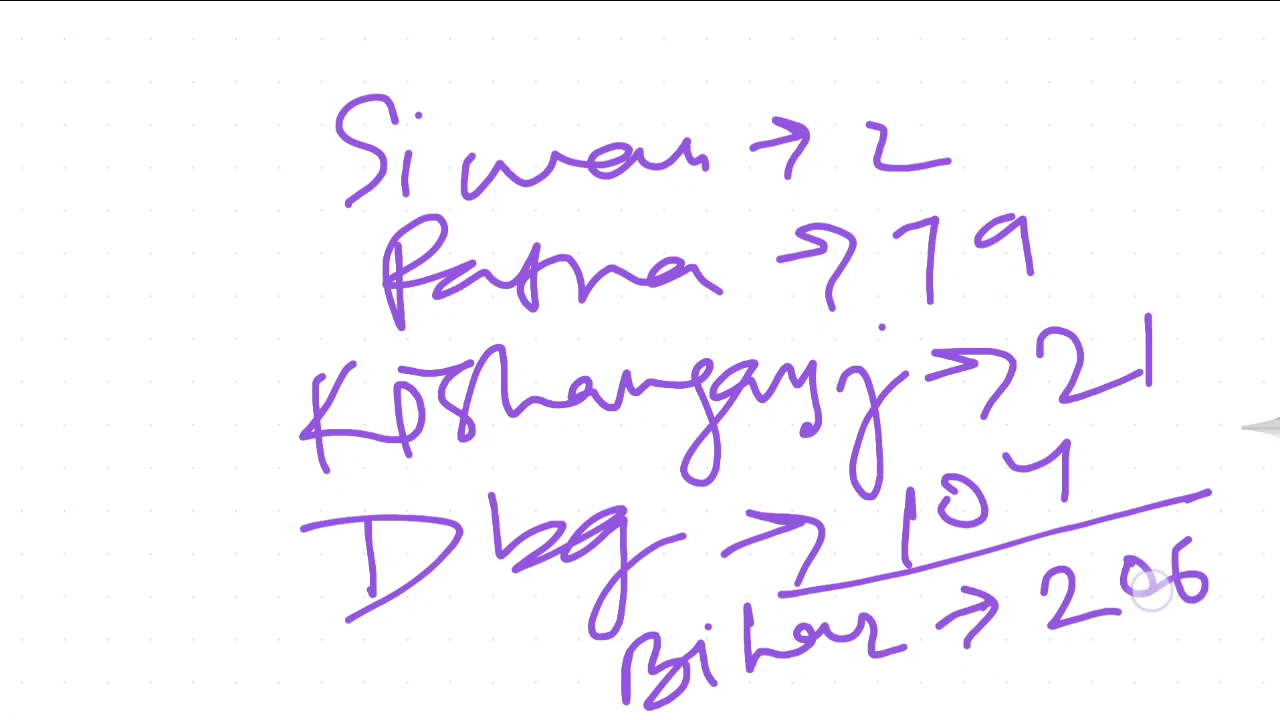 Siwan → 2
Patna → 79
Kishanganj → 21
Dbg → 104
Bihar → 206